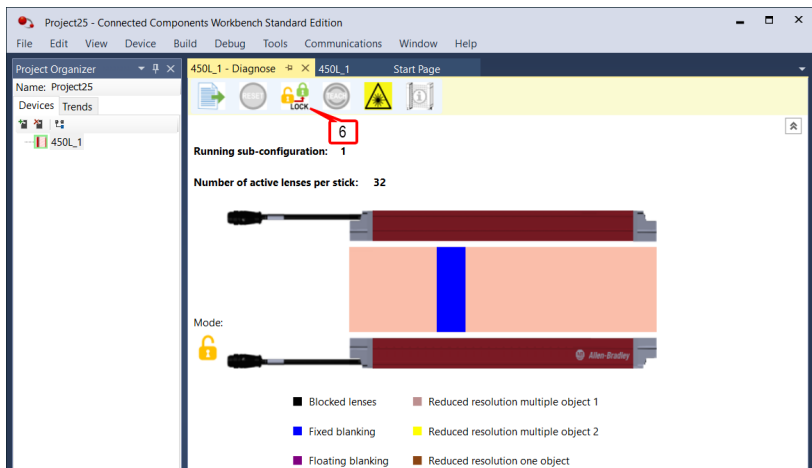 Project25 - Connected Components Workbench Standard Edition
File Edit View Device Build Debug Tools Communications Window Help
Project Organizer
450L_1 - Diagnose 450L_1 Start Page
Name: Project25
Devices Trends
RESET LOCK TEACH
6
450L_1
Running sub-configuration: 1
Number of active lenses per stick: 32
Mode:
Allen-Bradley
Blocked lenses Reduced resolution multiple object 1
Fixed blanking Reduced resolution multiple object 2
Floating blanking Reduced resolution one object